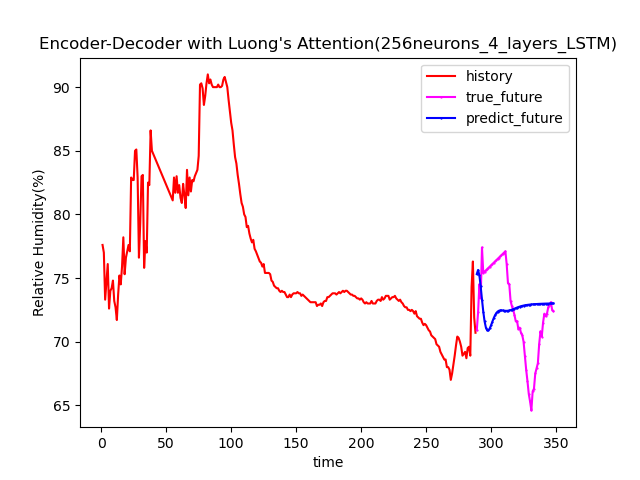 Encoder-Decoder with Luong's Attention(256neurons_4_layers_LSTM)
history
true_future
predict_future
Relative Humidity(%)
90
85
80
75
70
65
0 50 100 150 200 250 300 350
time